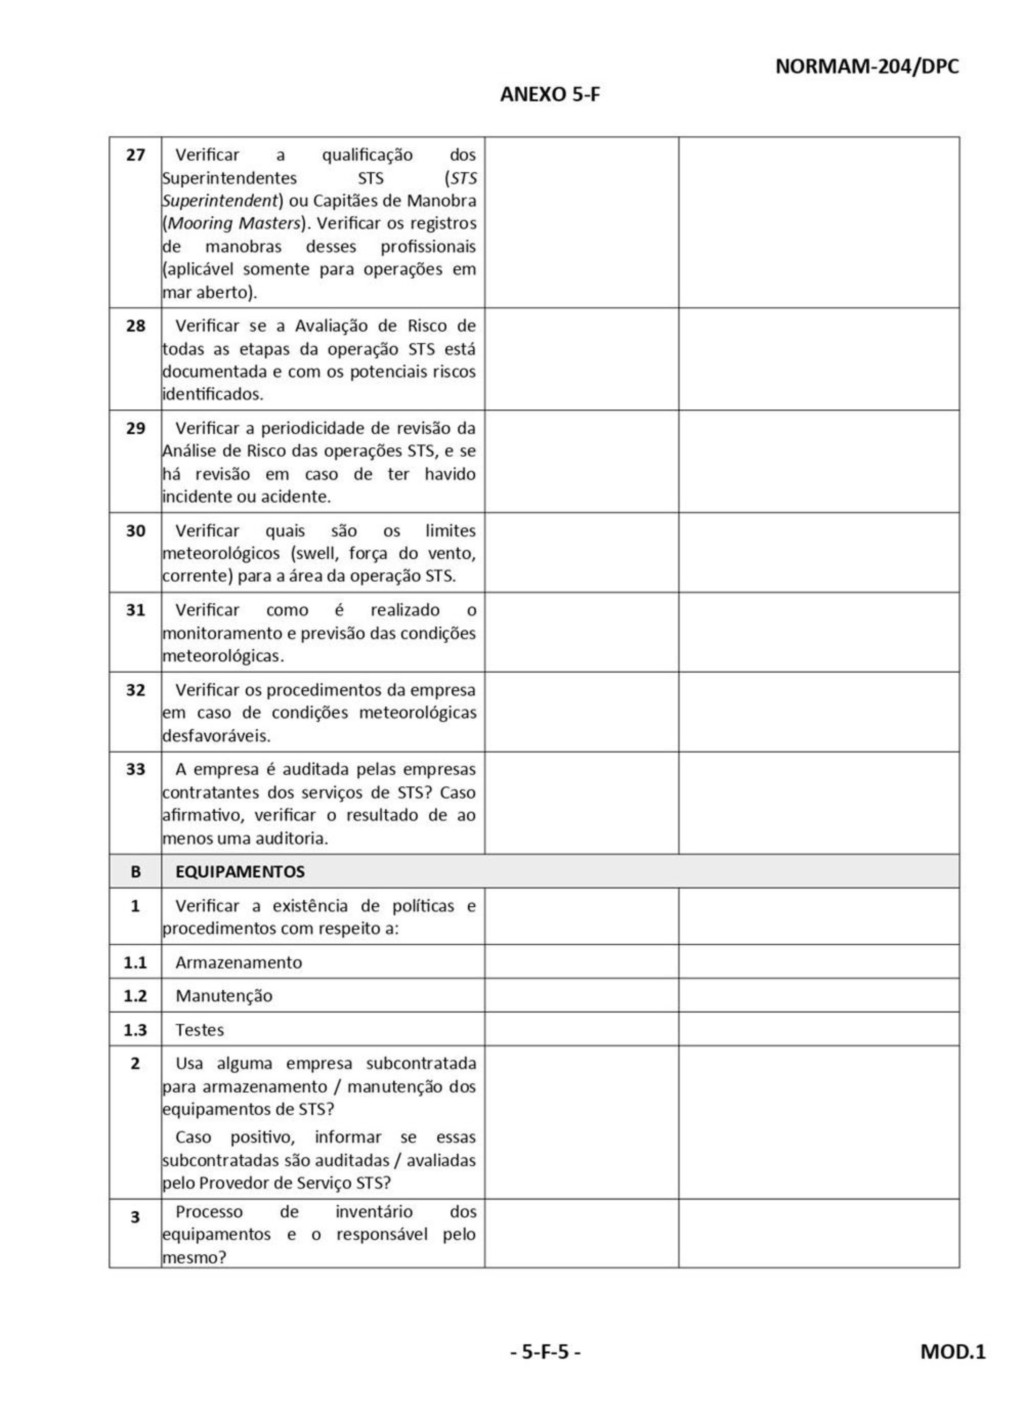 NORMAM-204/DPC
ANEXO 5-F
27 Verificar a qualificação dos
Superintendentes STS (STS
Superintendent) ou Capitães de Manobra
(Mooring Masters). Verificar os registros
de manobras desses profissionais
(aplicável somente para operações em
mar aberto).
28 Verificar se a Avaliação de Risco de
todas as etapas da operação STS está
documentada e com os potenciais riscos
identificados.
29 Verificar a periodicidade de revisão da
Análise de Risco das operações STS, e se
há revisão em caso de ter havido
incidente ou acidente.
30 Verificar quais são os limites
meteorológicos (swell, força do vento,
corrente) para a área da operação STS.
31 Verificar como é realizado o
monitoramento e previsão das condições
meteorológicas.
32 Verificar os procedimentos da empresa
em caso de condições meteorológicas
desfavoráveis.
33 A empresa é auditada pelas empresas
contratantes dos serviços de STS? Caso
afirmativo, verificar o resultado de ao
menos uma auditoria.
B EQUIPAMENTOS
1 Verificar a existência de políticas e
procedimentos com respeito a:
1.1 Armazenamento
1.2 Manutenção
1.3 Testes
2 Usa alguma empresa subcontratada
para armazenamento / manutenção dos
equipamentos de STS?
Caso positivo, informar se essas
subcontratadas são auditadas / avaliadas
pelo Provedor de Serviço STS?
3 Processo de inventário dos
equipamentos e o responsável pelo
mesmo?
- 5-F-5 -
MOD.1